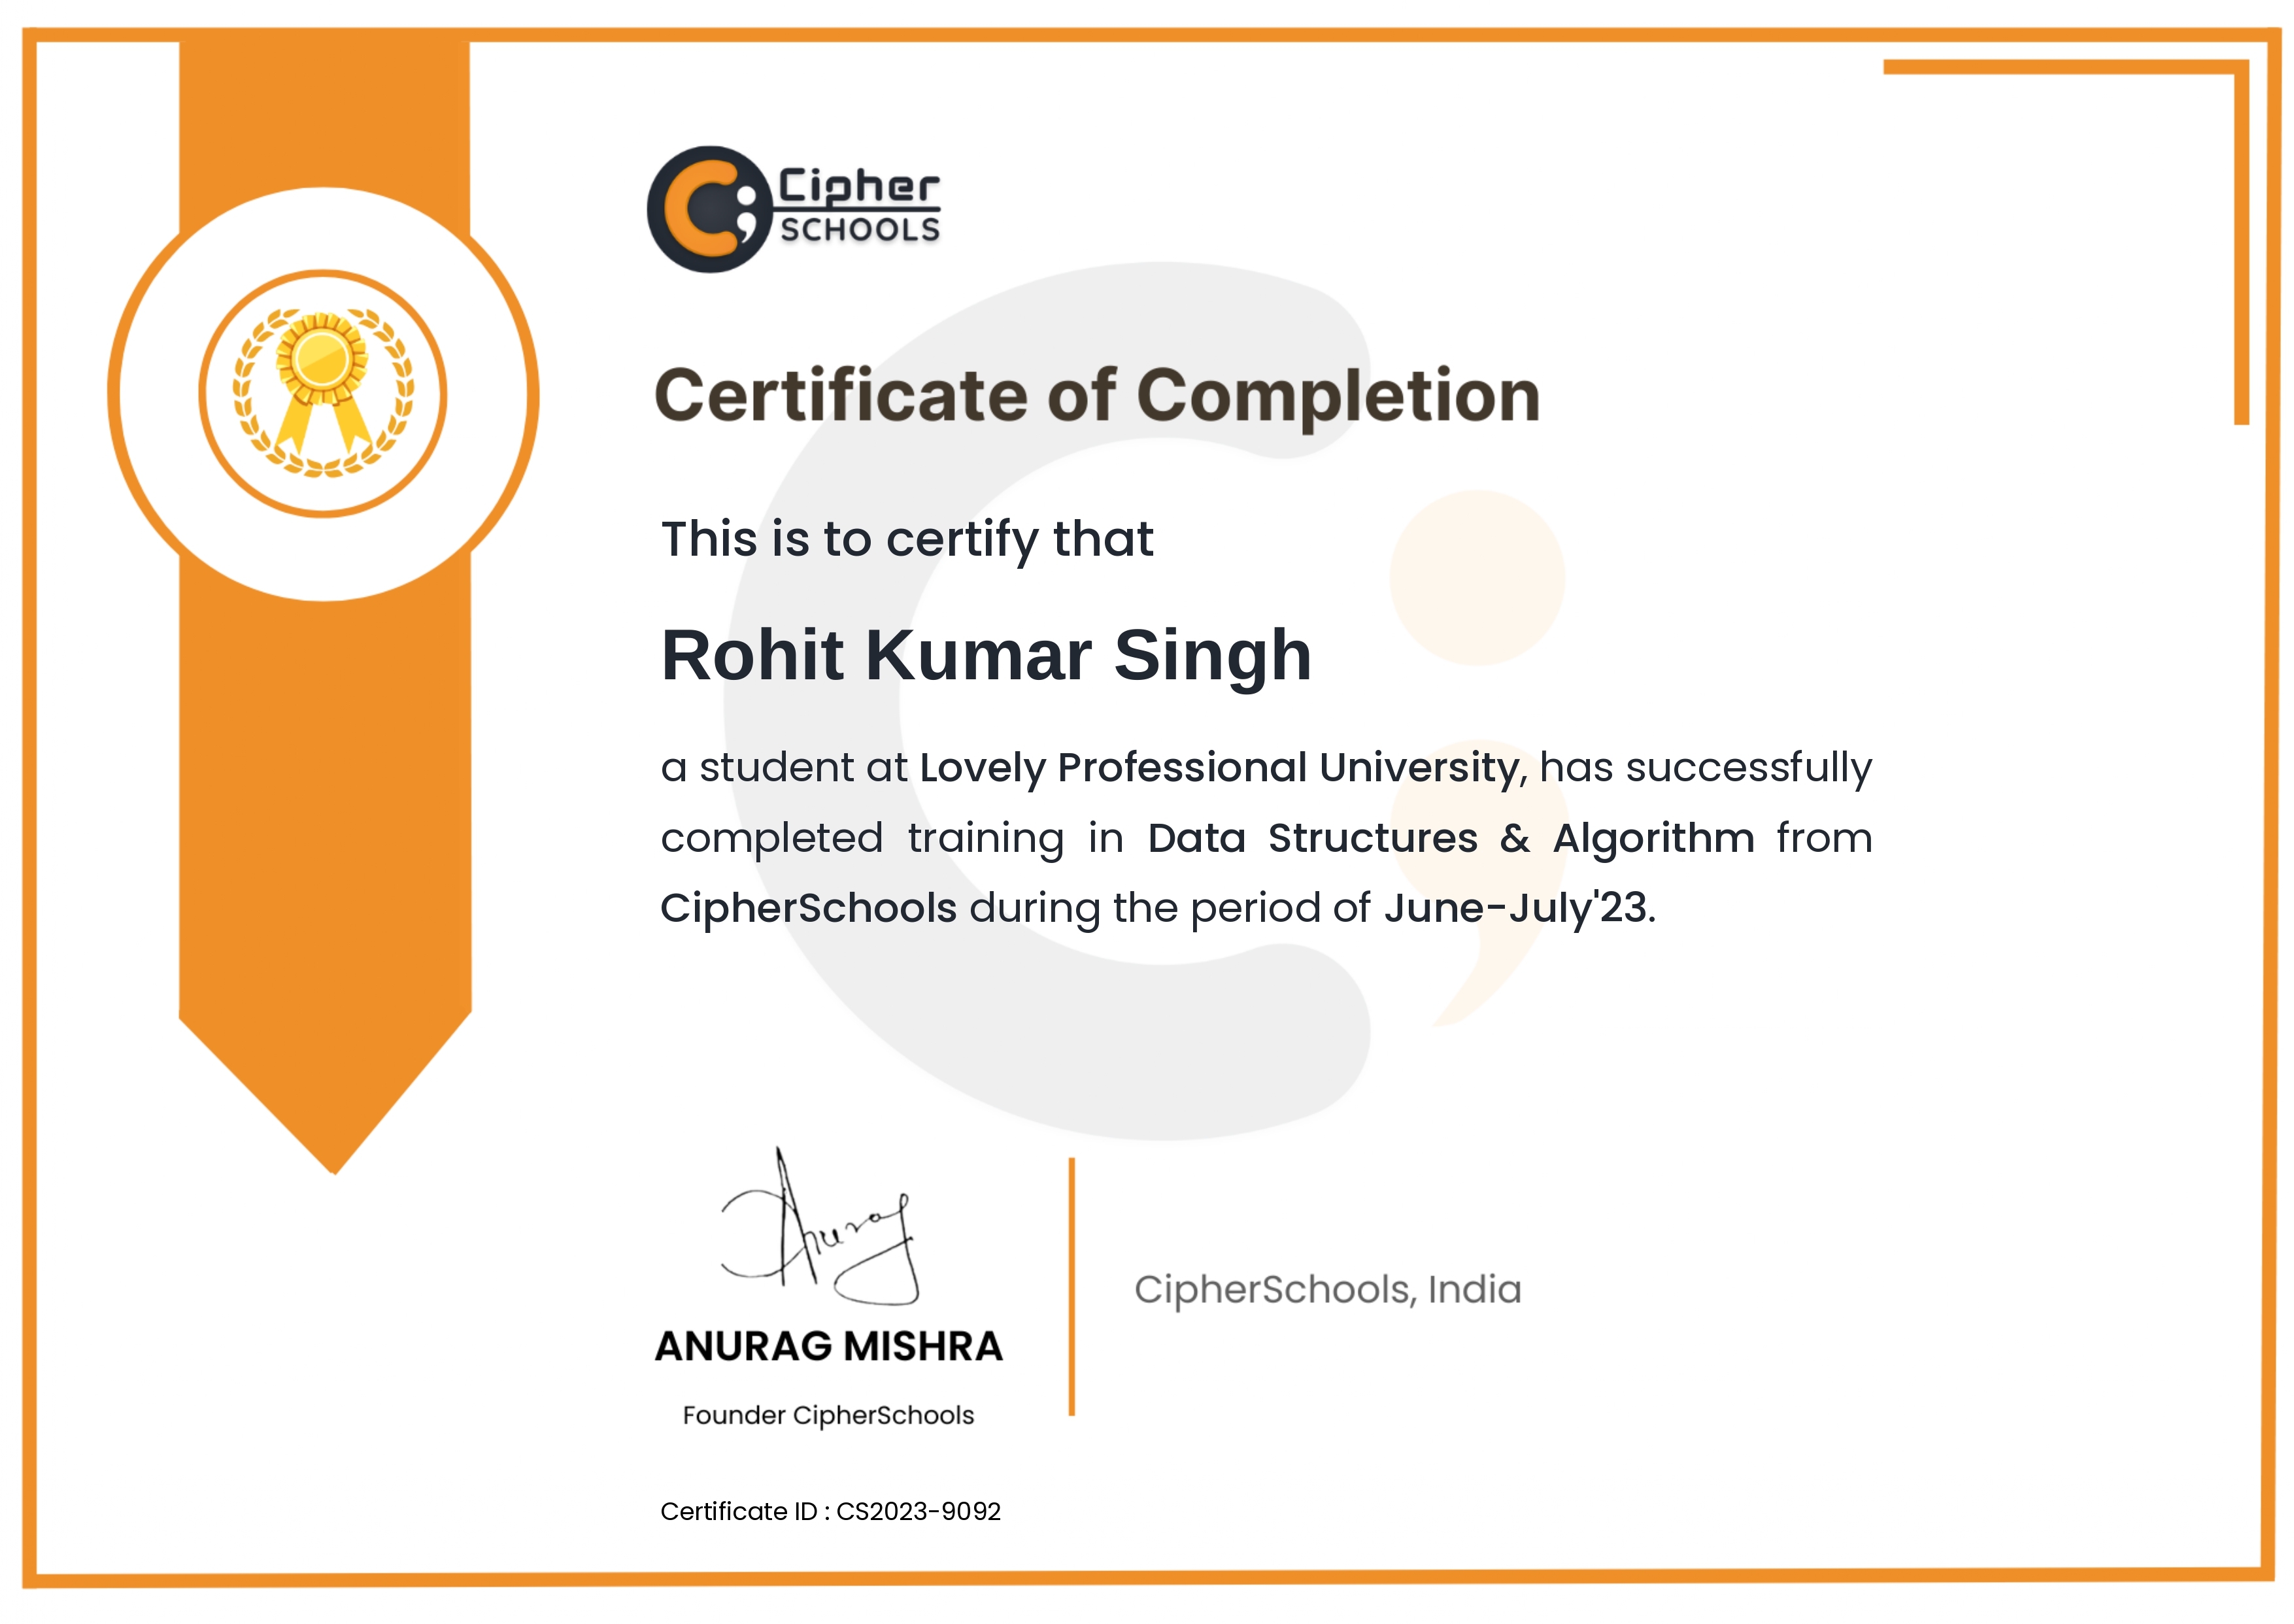 Cipher
SCHOOLS
Certificate of Completion
This is to certify that
Rohit Kumar Singh
a student at Lovely Professional University, has successfully
completed training in Data Structures & Algorithm from
CipherSchools during the period of June-July'23.
Anurag
ANURAG MISHRA
Founder CipherSchools
CipherSchools, India
Certificate ID : CS2023-9092